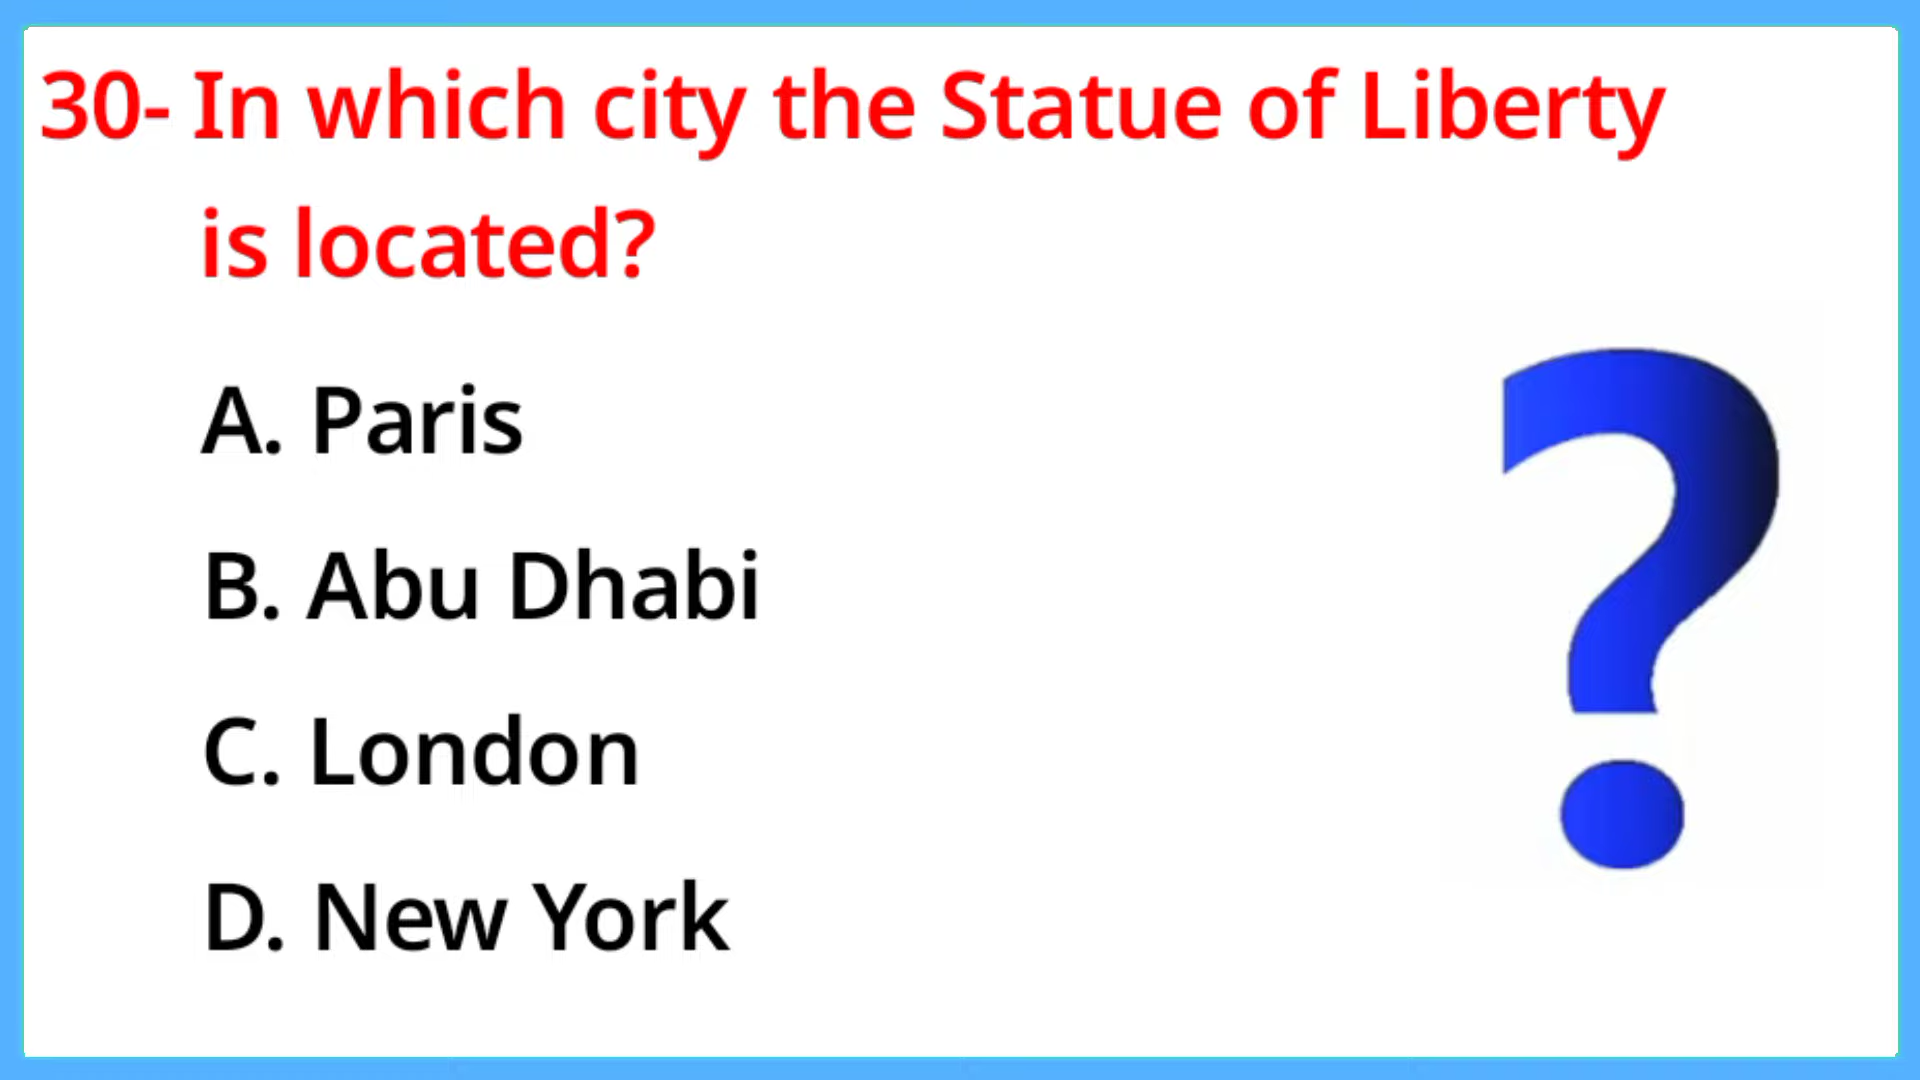 30- In which city the Statue of Liberty
is located?
A. Paris
B. Abu Dhabi
C. London
D. New York
?